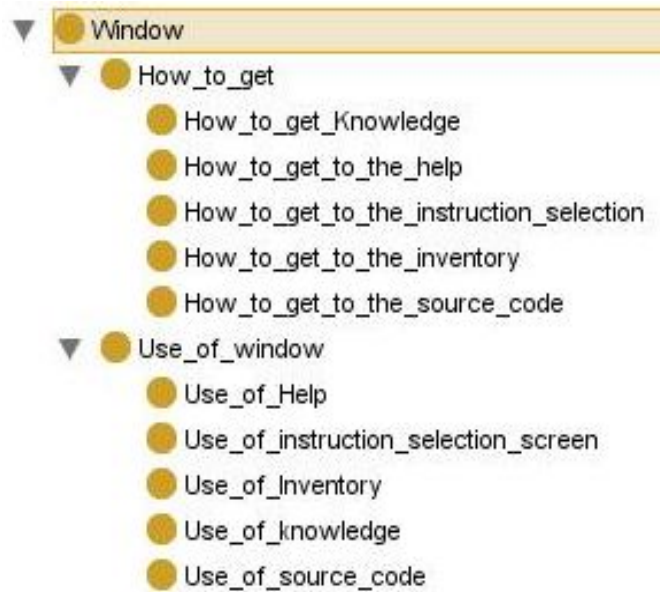 Window
How_to_get
How_to_get_Knowledge
How_to_get_to_the_help
How_to_get_to_the_instruction_selection
How_to_get_to_the_inventory
How_to_get_to_the_source_code
Use_of_window
Use_of_Help
Use_of_instruction_selection_screen
Use_of_Inventory
Use_of_knowledge
Use_of_source_code